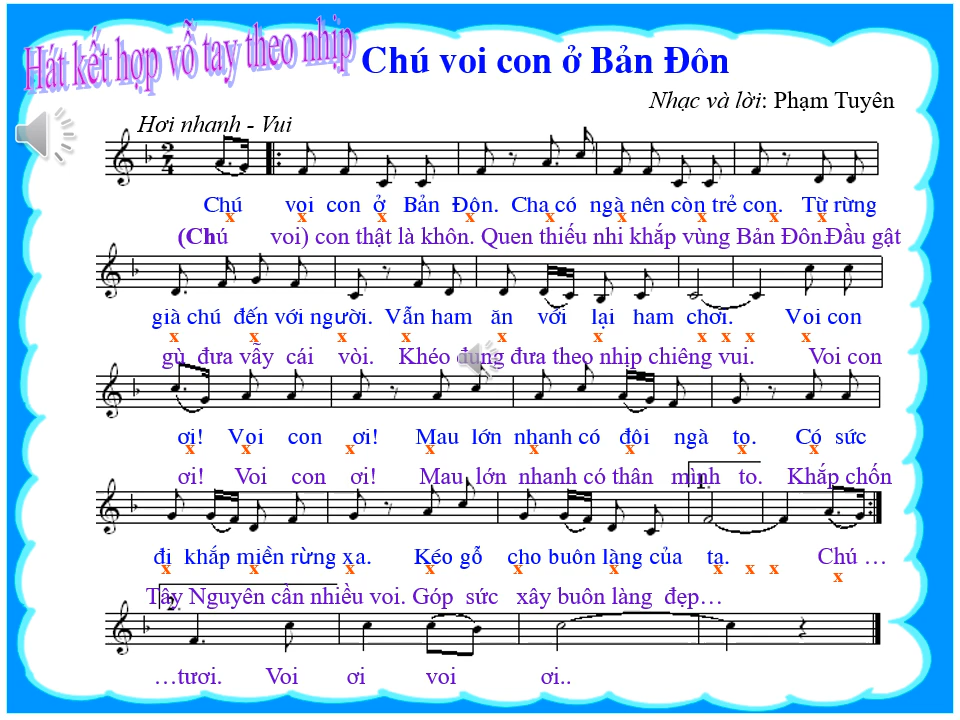 Hát kết hợp vỗ tay theo nhịp
Chú voi con ở Bản Đôn
Nhạc và lời: Phạm Tuyên
Hơi nhanh - Vui
2
4
Chú voi con ở Bản Đôn. Cha có ngà nên còn trẻ con. Từ rừng
x x x x x x x x x
(Chú voi) con thật là khôn. Quen thiếu nhi khắp vùng Bản Đôn.Đầu gật
già chú đến với người. Vẫn ham ăn với lại ham chơi. Voi con
x x x x x x x x x x
gù đưa vẫy cái vòi. Khéo đung đưa theo nhịp chiêng vui. Voi con
ơi! Voi con ơi! Mau lớn nhanh có đôi ngà to. Có sức
x x x x x x x x
ơi! Voi con ơi! Mau lớn nhanh có thân mình to. Khắp chốn
1.
đi khắp miền rừng xa. Kéo gỗ cho buôn làng của ta. Chú …
x x x x x x x x x x
Tây Nguyên cần nhiều voi. Góp sức xây buôn làng đẹp…
2.
…tươi. Voi ơi voi ơi..